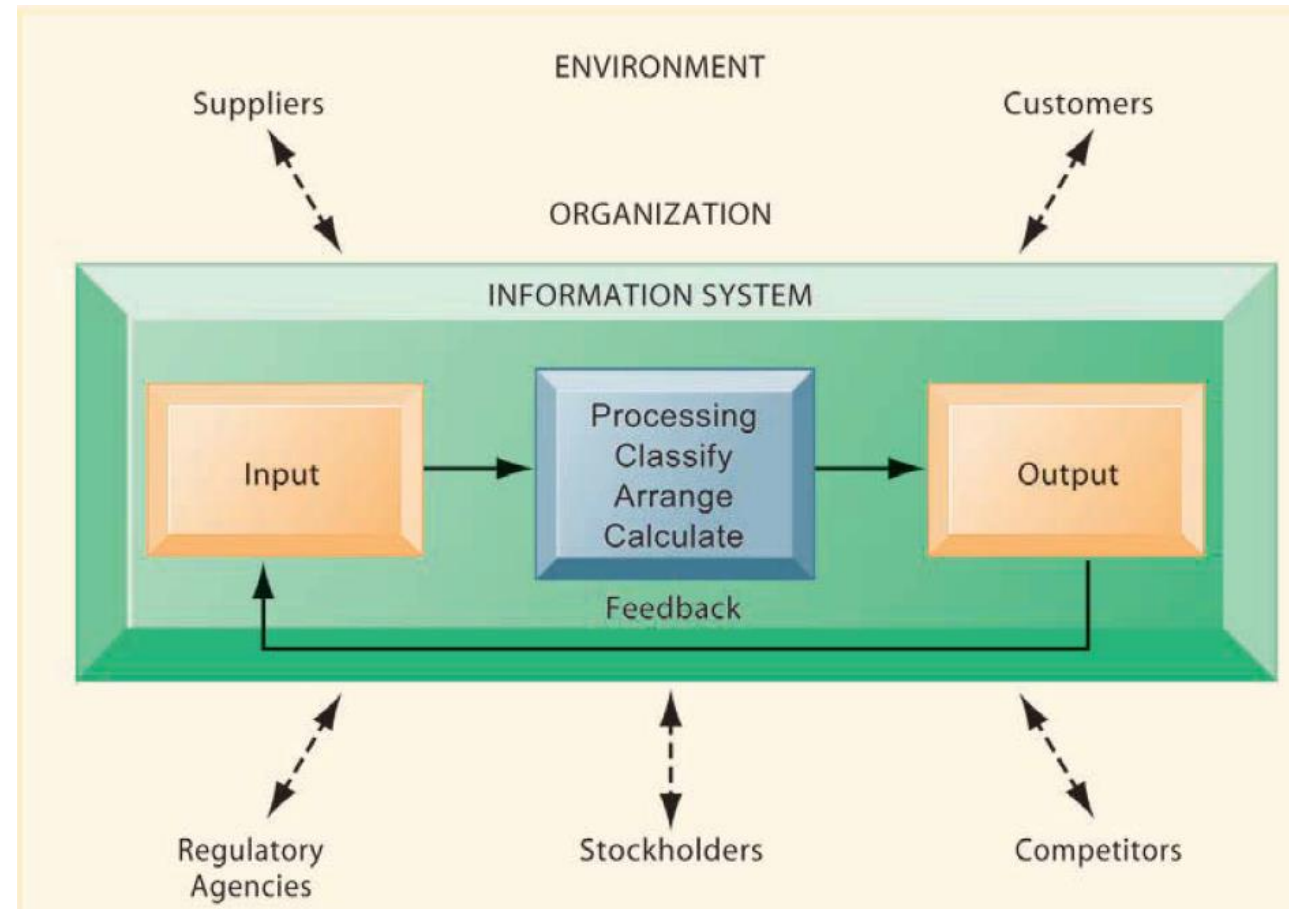 ENVIRONMENT
Suppliers
Customers
ORGANIZATION
INFORMATION SYSTEM
Input
Processing
Classify
Arrange
Calculate
Output
Feedback
Regulatory
Agencies
Stockholders
Competitors